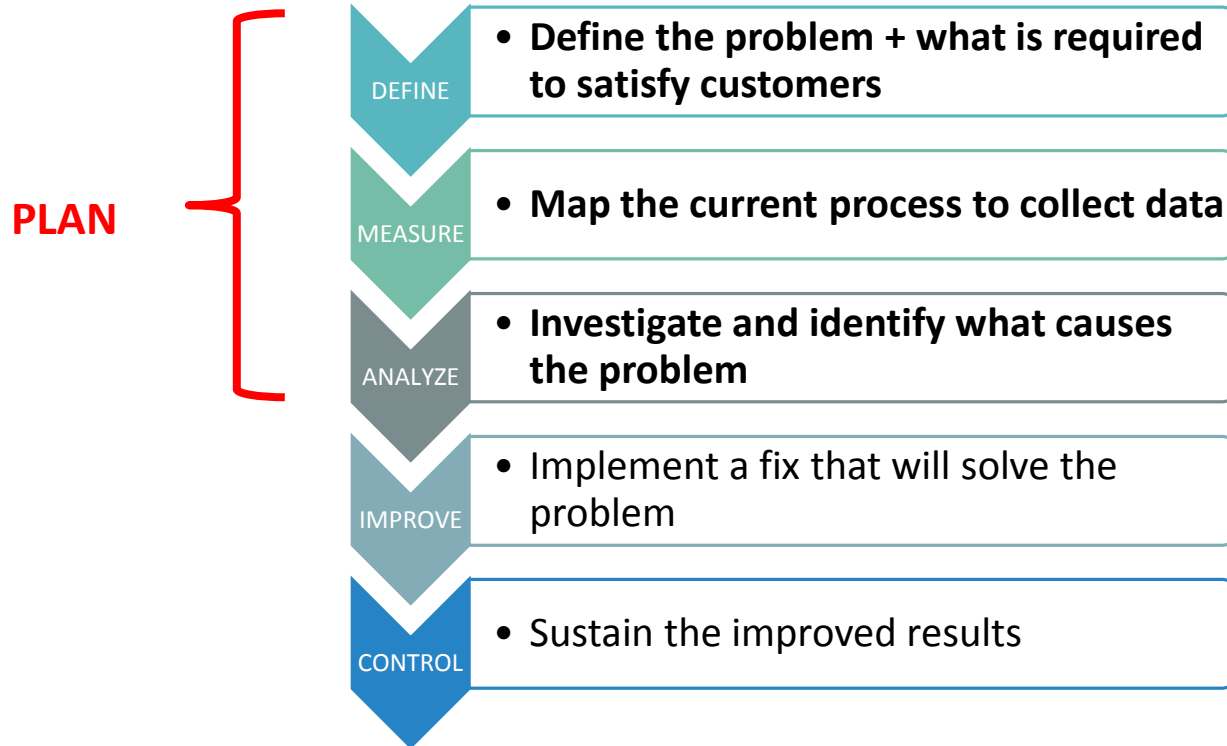 PLAN
DEFINE
• Define the problem + what is required
to satisfy customers
MEASURE
• Map the current process to collect data
ANALYZE
• Investigate and identify what causes
the problem
IMPROVE
• Implement a fix that will solve the
problem
CONTROL
• Sustain the improved results